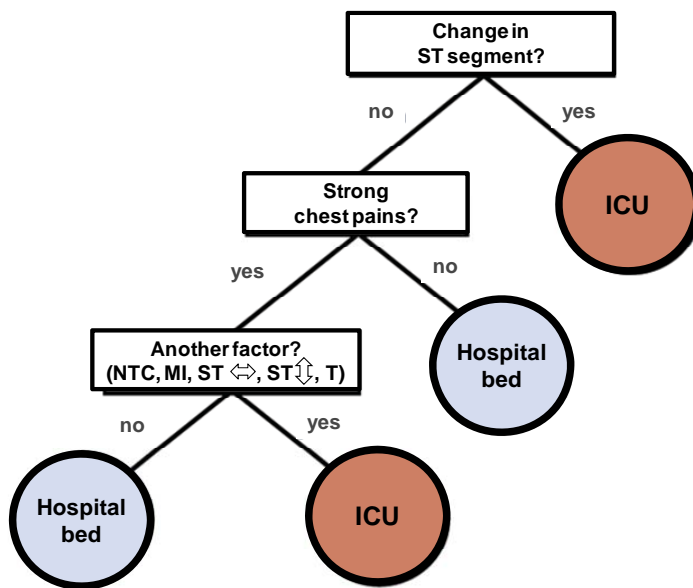 Change in
ST segment?
no
yes
Strong
chest pains?
ICU
yes
no
Another factor?
(NTC, MI, ST ⇔, ST⇕, T)
Hospital
bed
no
yes
Hospital
bed
ICU